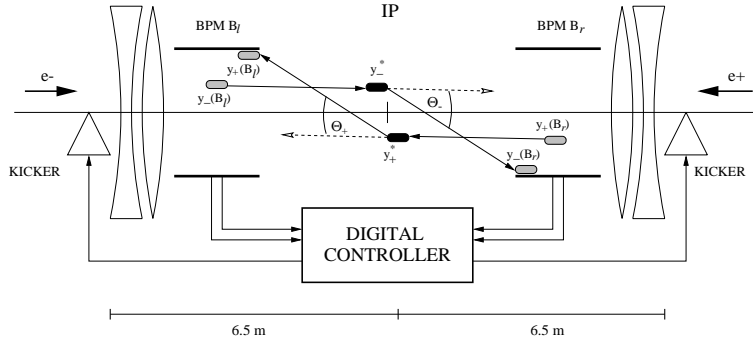 IP
BPM B_l
BPM B_r
e-
e+
y_+(B_l)
y_-^*
y_-(B_l)
Θ_+
Θ_-
y_+(B_r)
y_+^*
y_-(B_r)
KICKER
KICKER
DIGITAL
CONTROLLER
6.5 m
6.5 m